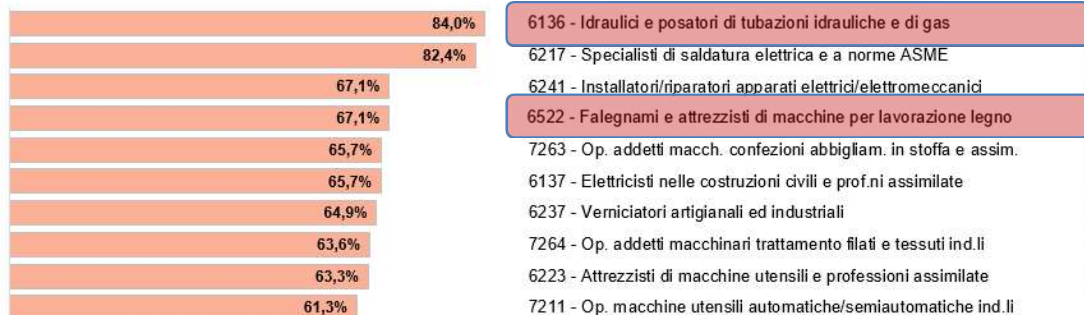 84,0% 6136 - Idraulici e posatori di tubazioni idrauliche e di gas
82,4% 6217 - Specialisti di saldatura elettrica e a norme ASME
67,1% 6241 - Installatori/riparatori apparati elettrici/elettromeccanici
67,1% 6522 - Falegnami e attrezzisti di macchine per lavorazione legno
65,7% 7263 - Op. addetti macch. confezioni abbigliam. in stoffa e assim.
65,7% 6137 - Elettricisti nelle costruzioni civili e prof.ni assimilate
64,9% 6237 - Verniciatori artigianali ed industriali
63,6% 7264 - Op. addetti macchinari trattamento filati e tessuti ind.li
63,3% 6223 - Attrezzisti di macchine utensili e professioni assimilate
61,3% 7211 - Op. macchine utensili automatiche/semiautomatiche ind.li